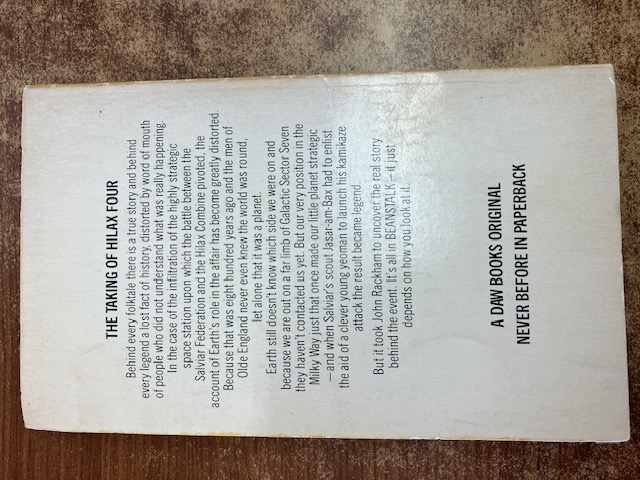 THE TAKING OF HILAX FOUR
Behind every folktale there is a true story and behind
every legend a lost fact of history, distorted by word of mouth
of people who did not understand what was really happening.
In the case of the infiltration of the highly strategic
space station upon which the battle between the
Salviar Federation and the Hilax Combine pivoted, the
account of Earth's role in the affair has become greatly distorted.
Because that was eight hundred years ago and the men of
Olde England never even knew the world was round,
let alone that it was a planet.
Earth still doesn't know which side we were on and
because we are out on a far limb of Galactic Sector Seven
they haven't contacted us yet. But our very position in the
Milky Way just that once made our little planet strategic
—and when Salviar's scout Jasar-am-Bax had to enlist
the aid of a clever young yeoman to launch his kamikaze
attack the result became legend.
But it took John Rackham to uncover the real story
behind the event. It's all in BEANSTALK – it just
depends on how you look at it.
A DAW BOOKS ORIGINAL
NEVER BEFORE IN PAPERBACK